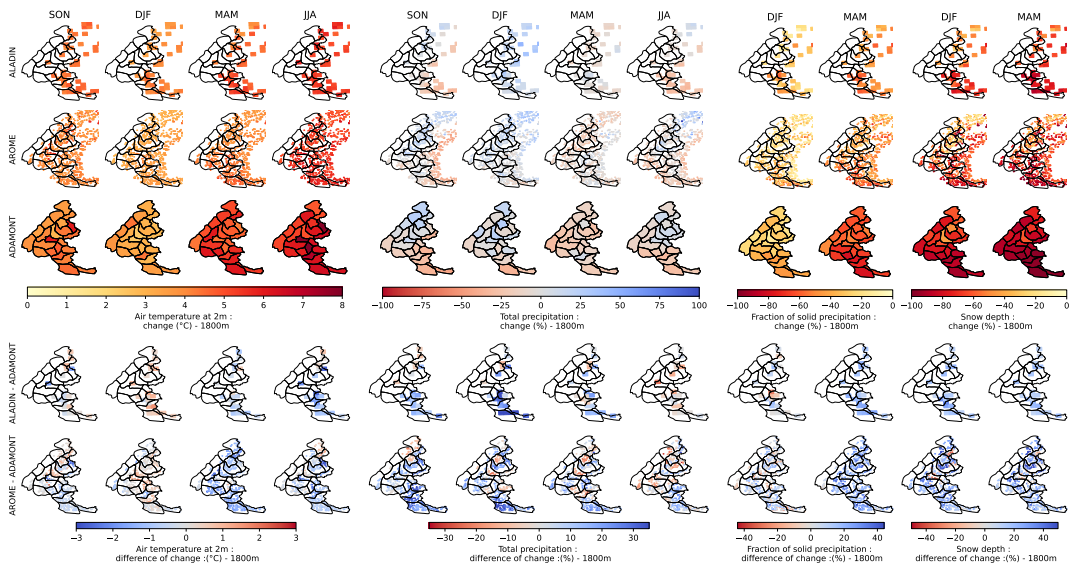 SON DJF MAM JJA SON DJF MAM JJA DJF MAM DJF MAM
ALADIN
AROME
ADAMONT
0 1 2 3 4 5 6 7 8
Air temperature at 2m :
change (°C) - 1800m
−100 −75 −50 −25 0 25 50 75 100
Total precipitation :
change (%) - 1800m
−100 −80 −60 −40 −20 0
Fraction of solid precipitation :
change (%) - 1800m
−100 −80 −60 −40 −20 0
Snow depth :
change (%) - 1800m
ALADIN - ADAMONT
AROME - ADAMONT
−3 −2 −1 0 1 2 3
Air temperature at 2m :
difference of change :(°C) - 1800m
−30 −20 −10 0 10 20 30
Total precipitation :
difference of change :(%) - 1800m
−40 −20 0 20 40
Fraction of solid precipitation :
difference of change :(%) - 1800m
−40 −20 0 20 40
Snow depth :
difference of change :(%) - 1800m